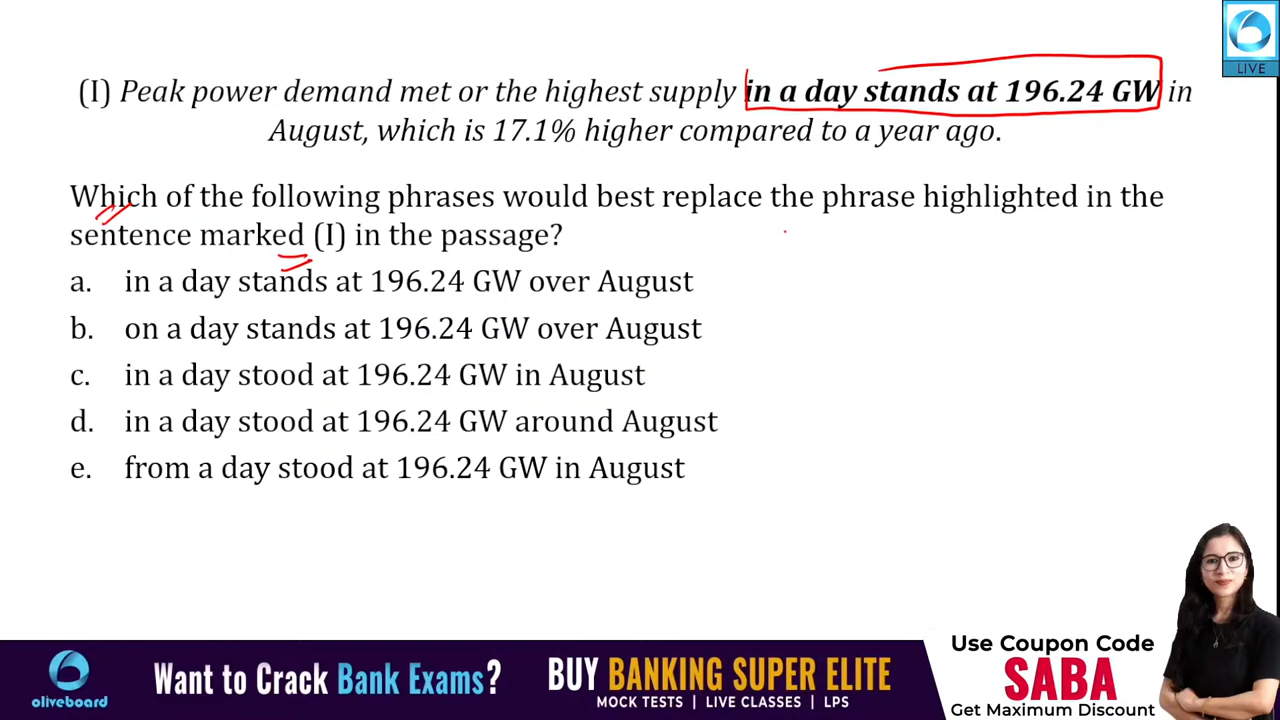 LIVE
(I) Peak power demand met or the highest supply in a day stands at 196.24 GW in
August, which is 17.1% higher compared to a year ago.
Which of the following phrases would best replace the phrase highlighted in the
sentence marked (I) in the passage?
a. in a day stands at 196.24 GW over August
b. on a day stands at 196.24 GW over August
c. in a day stood at 196.24 GW in August
d. in a day stood at 196.24 GW around August
e. from a day stood at 196.24 GW in August
oliveboard
Want to Crack Bank Exams?
BUY BANKING SUPER ELITE
MOCK TESTS | LIVE CLASSES | LPS
Use Coupon Code
SABA
Get Maximum Discount